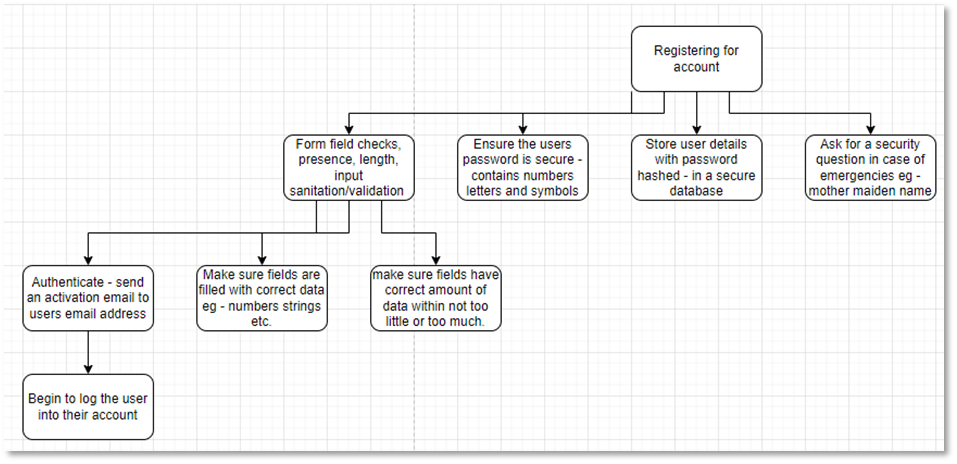 Registering for
account
Form field checks,
presence, length,
input
sanitation/validation
Ensure the users
password is secure -
contains numbers
letters and symbols
Store user details
with password
hashed - in a secure
database
Ask for a security
question in case of
emergencies eg -
mother maiden name
Authenticate - send
an activation email to
users email address
Make sure fields are
filled with correct data
eg - numbers strings
etc.
make sure fields have
correct amount of
data within not too
little or too much.
Begin to log the user
into their account